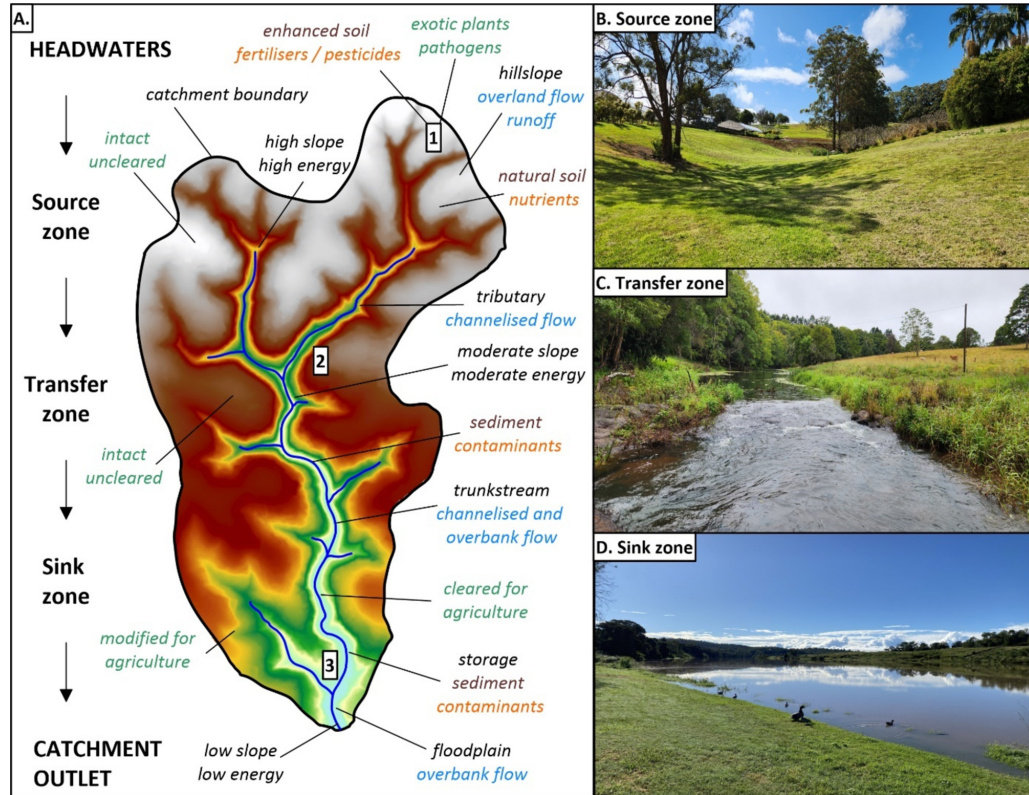 A.
HEADWATERS
Source
zone
Transfer
zone
Sink
zone
CATCHMENT
OUTLET
enhanced soil
fertilisers / pesticides
exotic plants
pathogens
catchment boundary
hillslope
overland flow
runoff
intact
uncleared
high slope
high energy
1
natural soil
nutrients
tributary
channelised flow
2
moderate slope
moderate energy
intact
uncleared
sediment
contaminants
trunkstream
channelised and
overbank flow
cleared for
agriculture
modified for
agriculture
3
storage
sediment
contaminants
low slope
low energy
floodplain
overbank flow
B. Source zone
C. Transfer zone
D. Sink zone